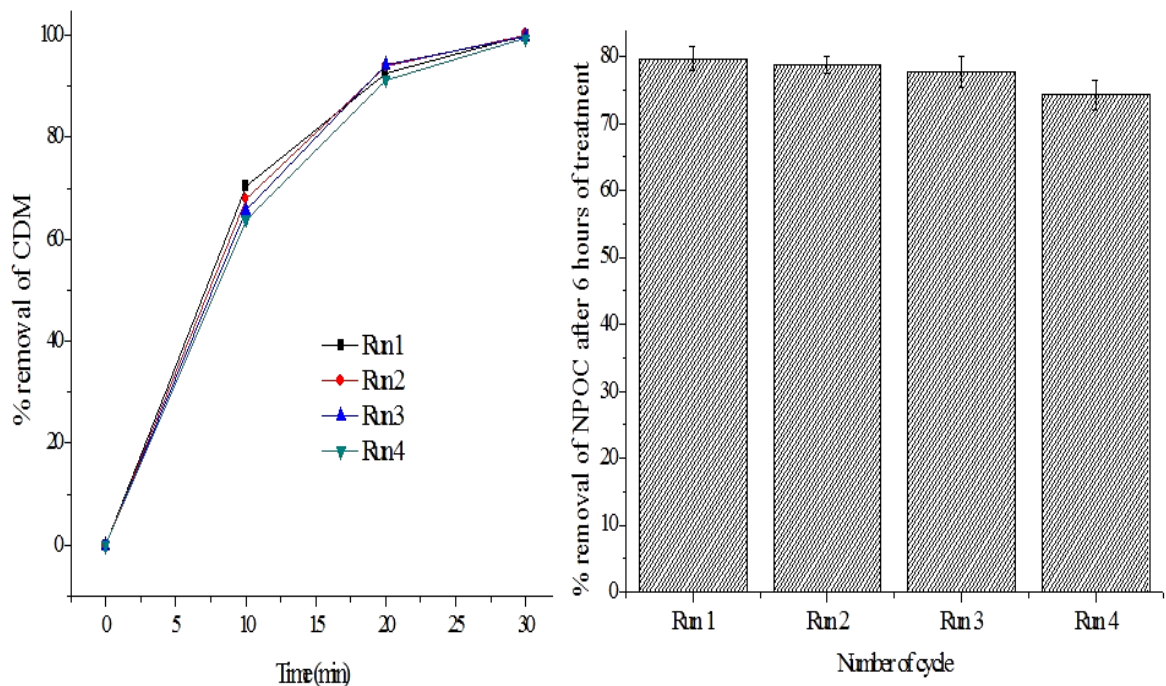 % removal of CDM
100
80
60
40
20
0
Run1
Run2
Run3
Run4
0 5 10 15 20 25 30
Time(min)
% removal of NPOC after 6 hours of treatment
80
70
60
50
40
30
20
10
0
Run 1 Run 2 Run 3 Run 4
Number of cycle